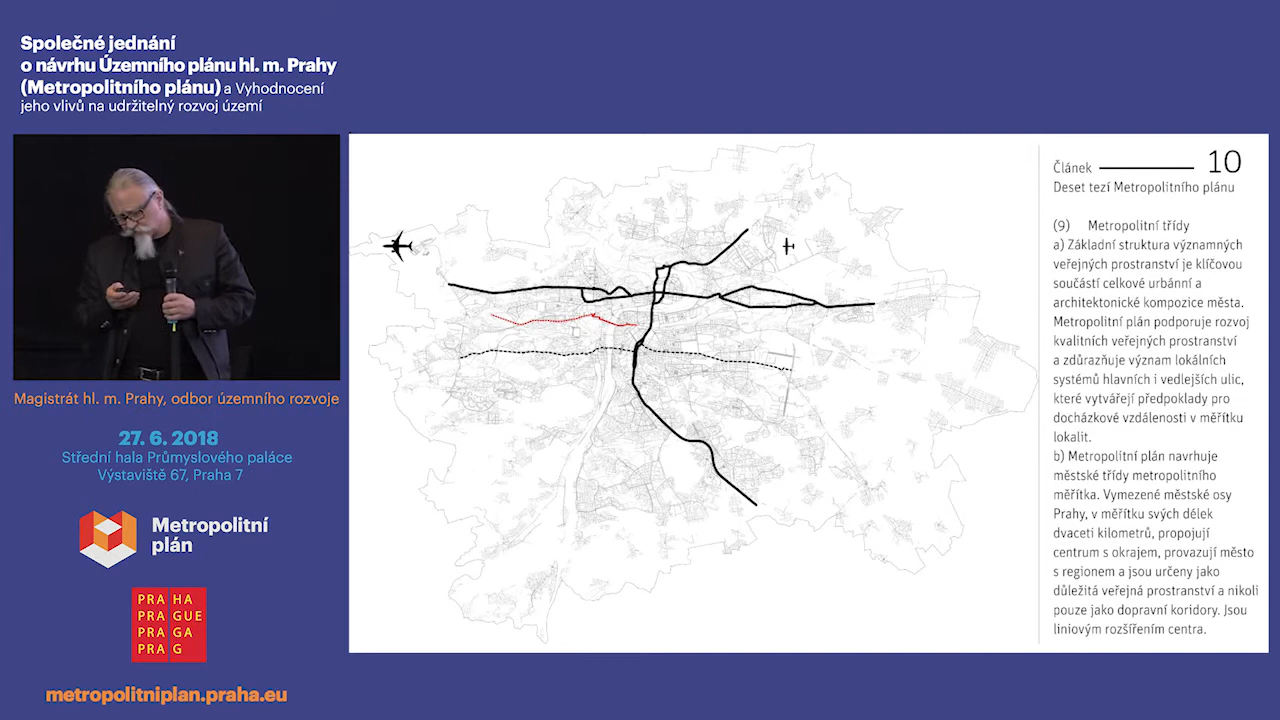 Společné jednání
o návrhu Územního plánu hl. m. Prahy
(Metropolitního plánu) a Vyhodnocení
jeho vlivů na udržitelný rozvoj území
Magistrát hl. m. Prahy, odbor územního rozvoje
27. 6. 2018
Střední hala Průmyslového paláce
Výstaviště 67, Praha 7
Metropolitní
plán
PRA HA
PRA GUE
PRA GA
PRA G
metropolitniplan.praha.eu
Článek 10
Deset tezí Metropolitního plánu
(9) Metropolitní třídy
a) Základní struktura významných
veřejných prostranství je klíčovou
součástí celkové urbánní a
architektonické kompozice města.
Metropolitní plán podporuje rozvoj
kvalitních veřejných prostranství
a zdůrazňuje význam lokálních
systémů hlavních i vedlejších ulic,
které vytvářejí předpoklady pro
docházkové vzdálenosti v měřítku
lokalit.
b) Metropolitní plán navrhuje
městské třídy metropolitního
měřítka. Vymezené městské osy
Prahy, v měřítku svých délek
dvaceti kilometrů, propojují
centrum s okrajem, provazují město
s regionem a jsou určeny jako
důležitá veřejná prostranství a nikoli
pouze jako dopravní koridory. Jsou
liniovým rozšířením centra.